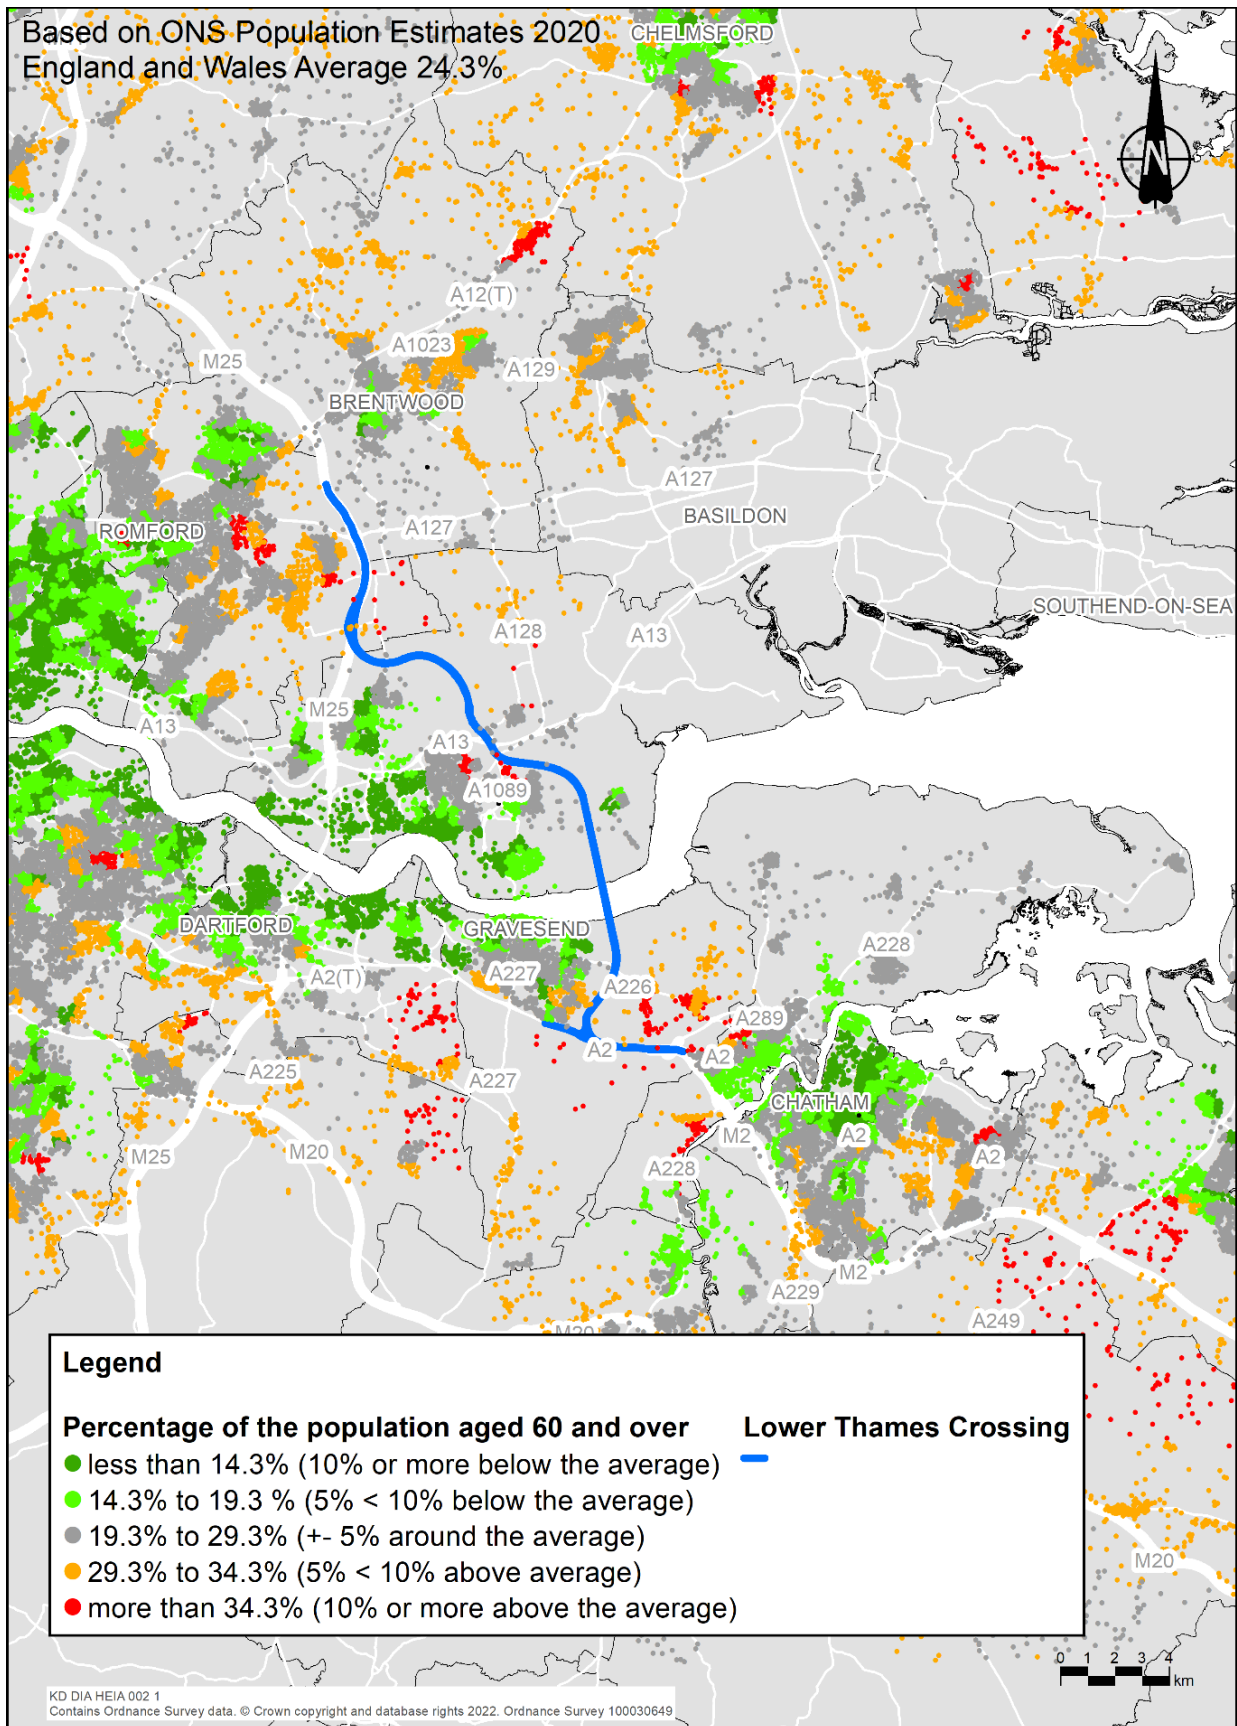 Based on ONS Population Estimates 2020
England and Wales Average 24.3%
CHELMSFORD
N
A12(T)
A1023
M25
A129
BRENTWOOD
A127
BASILDON
ROMFORD
A127
SOUTHEND-ON-SEA
A128
A13
M25
A13
A13
A1089
DARTFORD
GRAVESEND
A228
A2(T)
A227
A226
A289
A2
A2
A225
A227
CHATHAM
M2
A2
A2
M25
M20
A228
M2
A229
A249
M20
Legend
Percentage of the population aged 60 and over
Lower Thames Crossing
less than 14.3% (10% or more below the average)
14.3% to 19.3 % (5% < 10% below the average)
19.3% to 29.3% (+- 5% around the average)
29.3% to 34.3% (5% < 10% above average)
more than 34.3% (10% or more above the average)
M20
0 1 2 3 4
km
KD DIA HEIA 002 1
Contains Ordnance Survey data. © Crown copyright and database rights 2022. Ordnance Survey 100030649